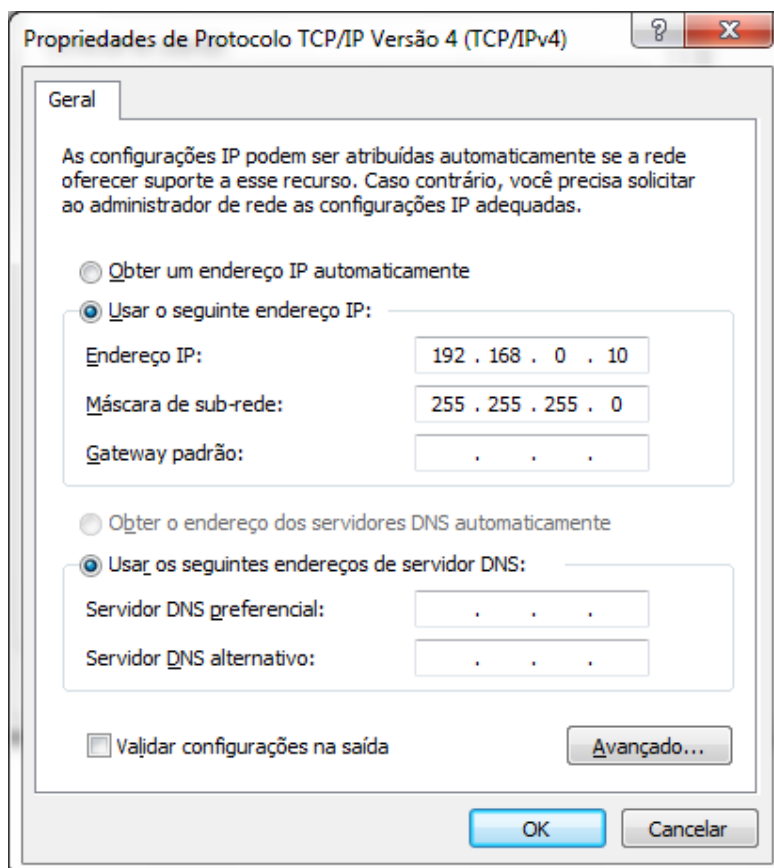 Propriedades de Protocolo TCP/IP Versão 4 (TCP/IPv4)
?
Geral
As configurações IP podem ser atribuídas automaticamente se a rede
oferecer suporte a esse recurso. Caso contrário, você precisa solicitar
ao administrador de rede as configurações IP adequadas.
Obter um endereço IP automaticamente
Usar o seguinte endereço IP:
Endereço IP: 192 . 168 . 0 . 10
Máscara de sub-rede: 255 . 255 . 255 . 0
Gateway padrão: . . .
Obter o endereço dos servidores DNS automaticamente
Usar os seguintes endereços de servidor DNS:
Servidor DNS preferencial: . . .
Servidor DNS alternativo: . . .
Validar configurações na saída Avançado...
OK Cancelar